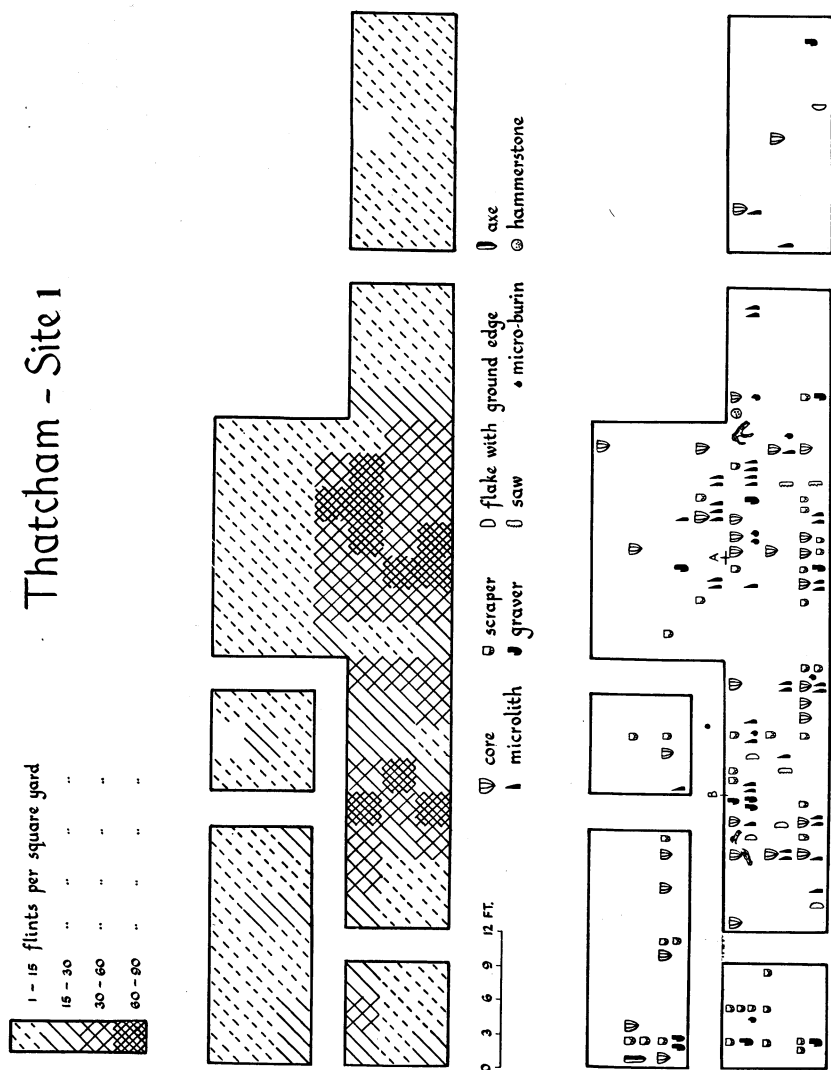 Thatcham - Site 1
1 - 15 flints per square yard
15 - 30 " " " "
30 - 60 " " " "
60 - 90 " " " "
0 3 6 9 12 FT.
core scraper flake with ground edge axe
microlith graver saw micro-burin hammerstone
A
B